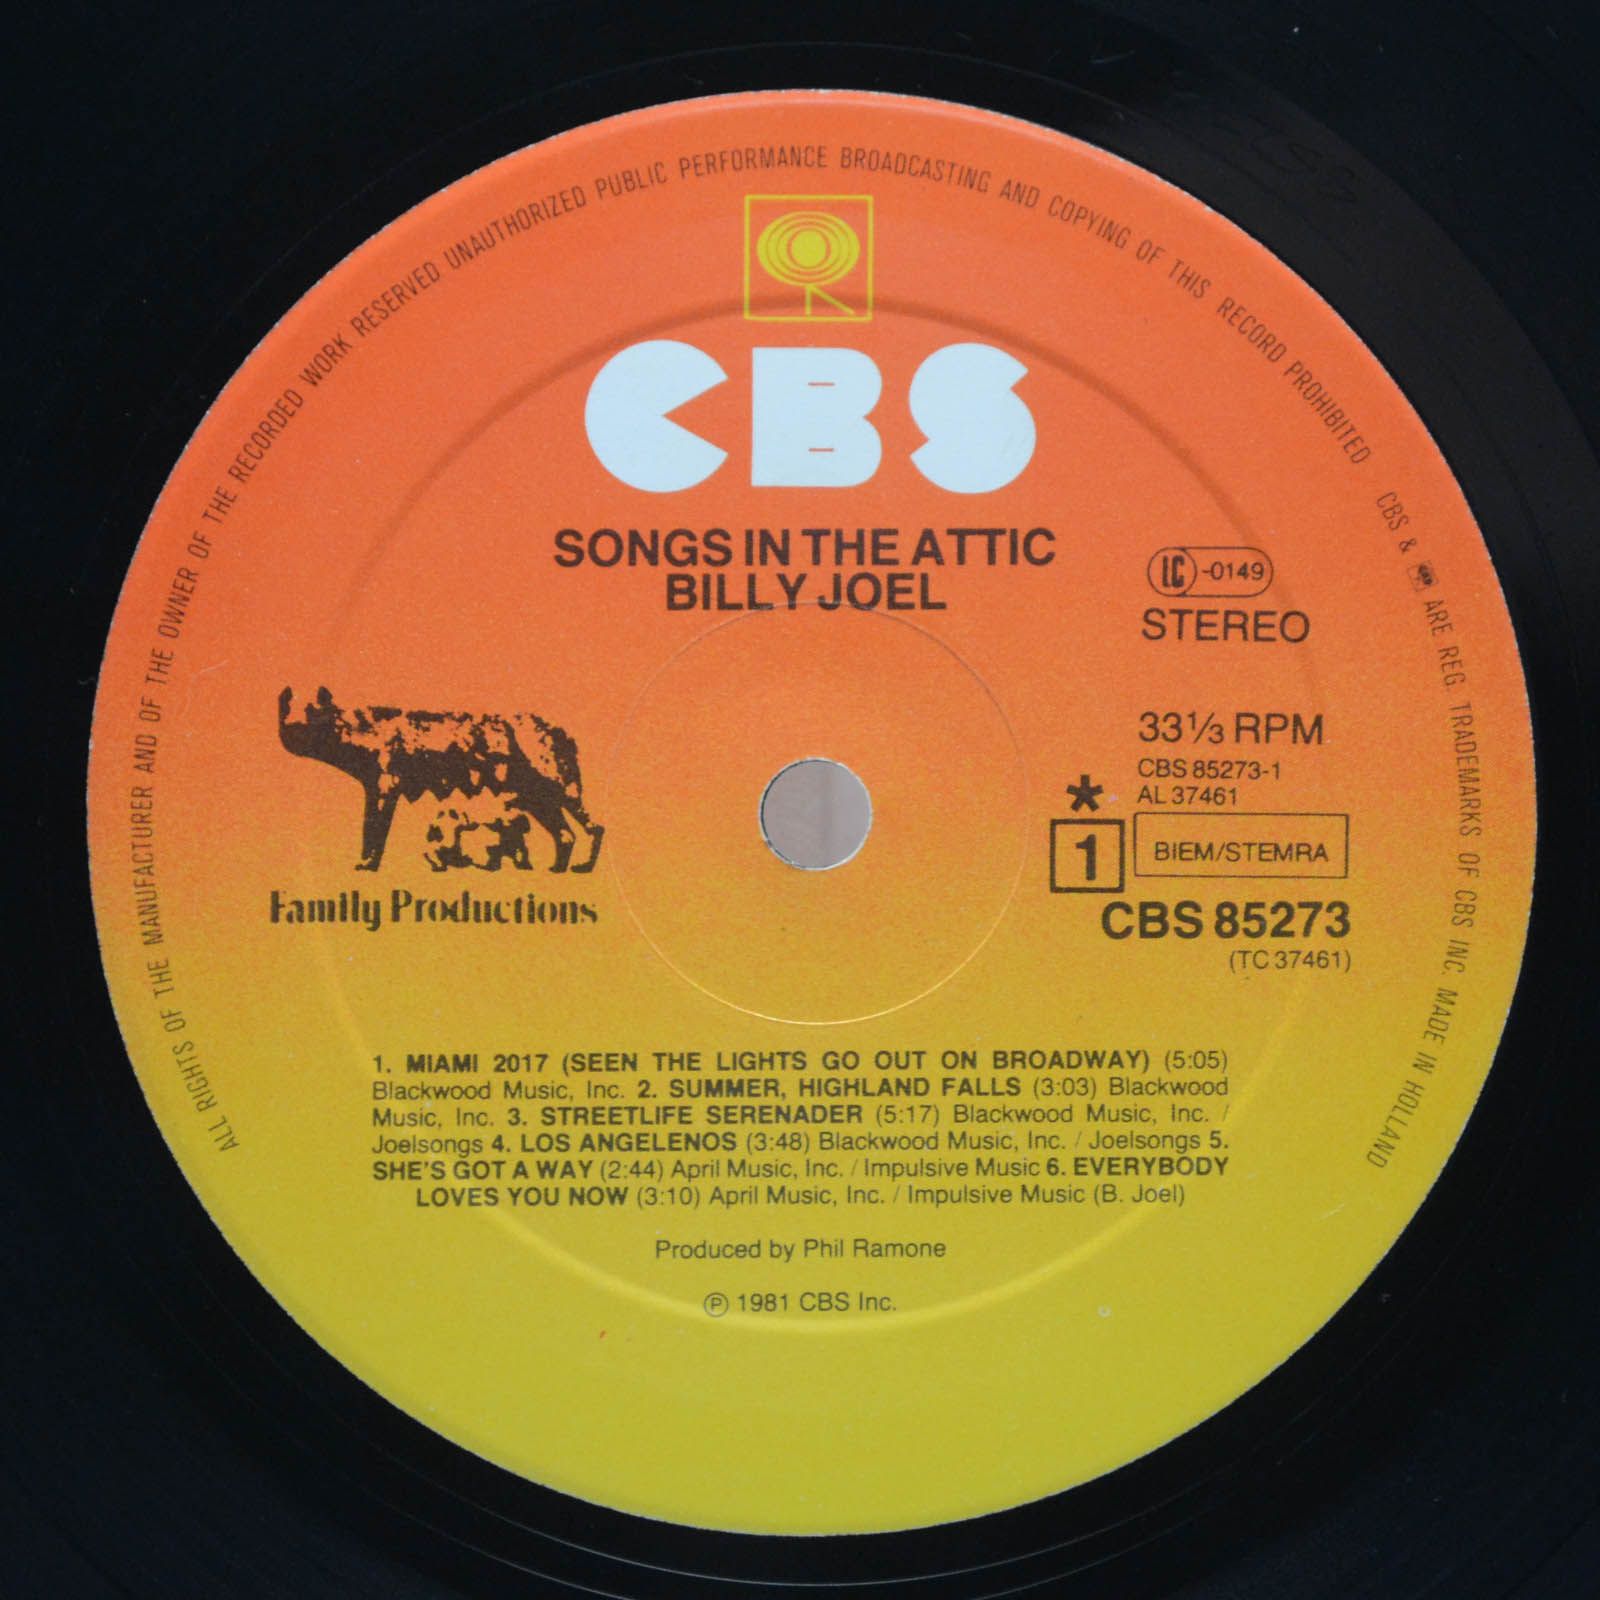 ALL RIGHTS OF THE MANUFACTURER AND OF THE OWNER OF THE RECORDED WORK RESERVED UNAUTHORIZED PUBLIC PERFORMANCE BROADCASTING AND COPYING OF THIS RECORD PROHIBITED CBS & ARE REG. TRADEMARKS OF CBS INC. MADE IN HOLLAND
CBS
SONGS IN THE ATTIC
BILLY JOEL
LC -0149
STEREO
33⅓ RPM
CBS 85273-1
AL 37461
*
1 BIEM/STEMRA
CBS 85273
(TC 37461)
Family Productions
1. MIAMI 2017 (SEEN THE LIGHTS GO OUT ON BROADWAY) (5:05)
Blackwood Music, Inc. 2. SUMMER, HIGHLAND FALLS (3:03) Blackwood
Music, Inc. 3. STREETLIFE SERENADER (5:17) Blackwood Music, Inc. /
Joelsongs 4. LOS ANGELENOS (3:48) Blackwood Music, Inc. / Joelsongs 5.
SHE'S GOT A WAY (2:44) April Music, Inc. / Impulsive Music 6. EVERYBODY
LOVES YOU NOW (3:10) April Music, Inc. / Impulsive Music (B. Joel)
Produced by Phil Ramone
℗ 1981 CBS Inc.